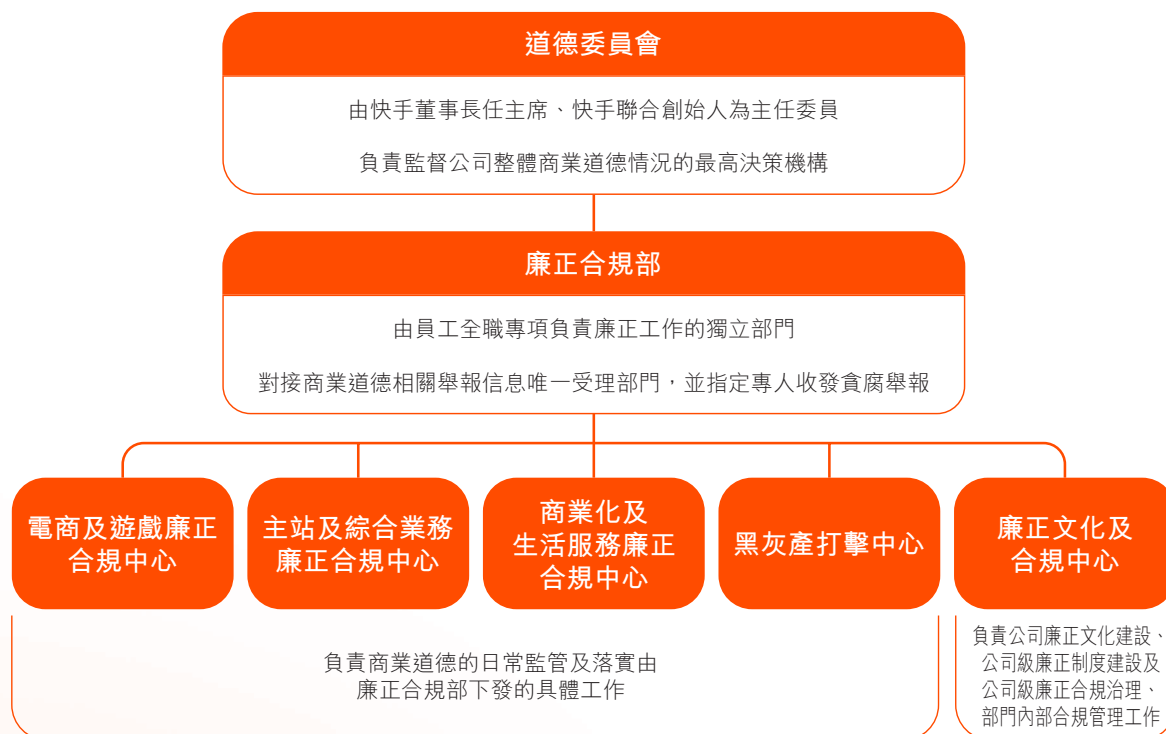 道德委員會
由快手董事長任主席、快手聯合創始人為主任委員
負責監督公司整體商業道德情況的最高決策機構
廉正合規部
由員工全職專項負責廉正工作的獨立部門
對接商業道德相關舉報信息唯一受理部門，並指定專人收發貪腐舉報
電商及遊戲廉正
合規中心
主站及綜合業務
廉正合規中心
商業化及
生活服務廉正
合規中心
黑灰產打擊中心
廉正文化及
合規中心
負責商業道德的日常監管及落實由
廉正合規部下發的具體工作
負責公司廉正文化建設、
公司級廉正制度建設及
公司級廉正合規治理、
部門內部合規管理工作